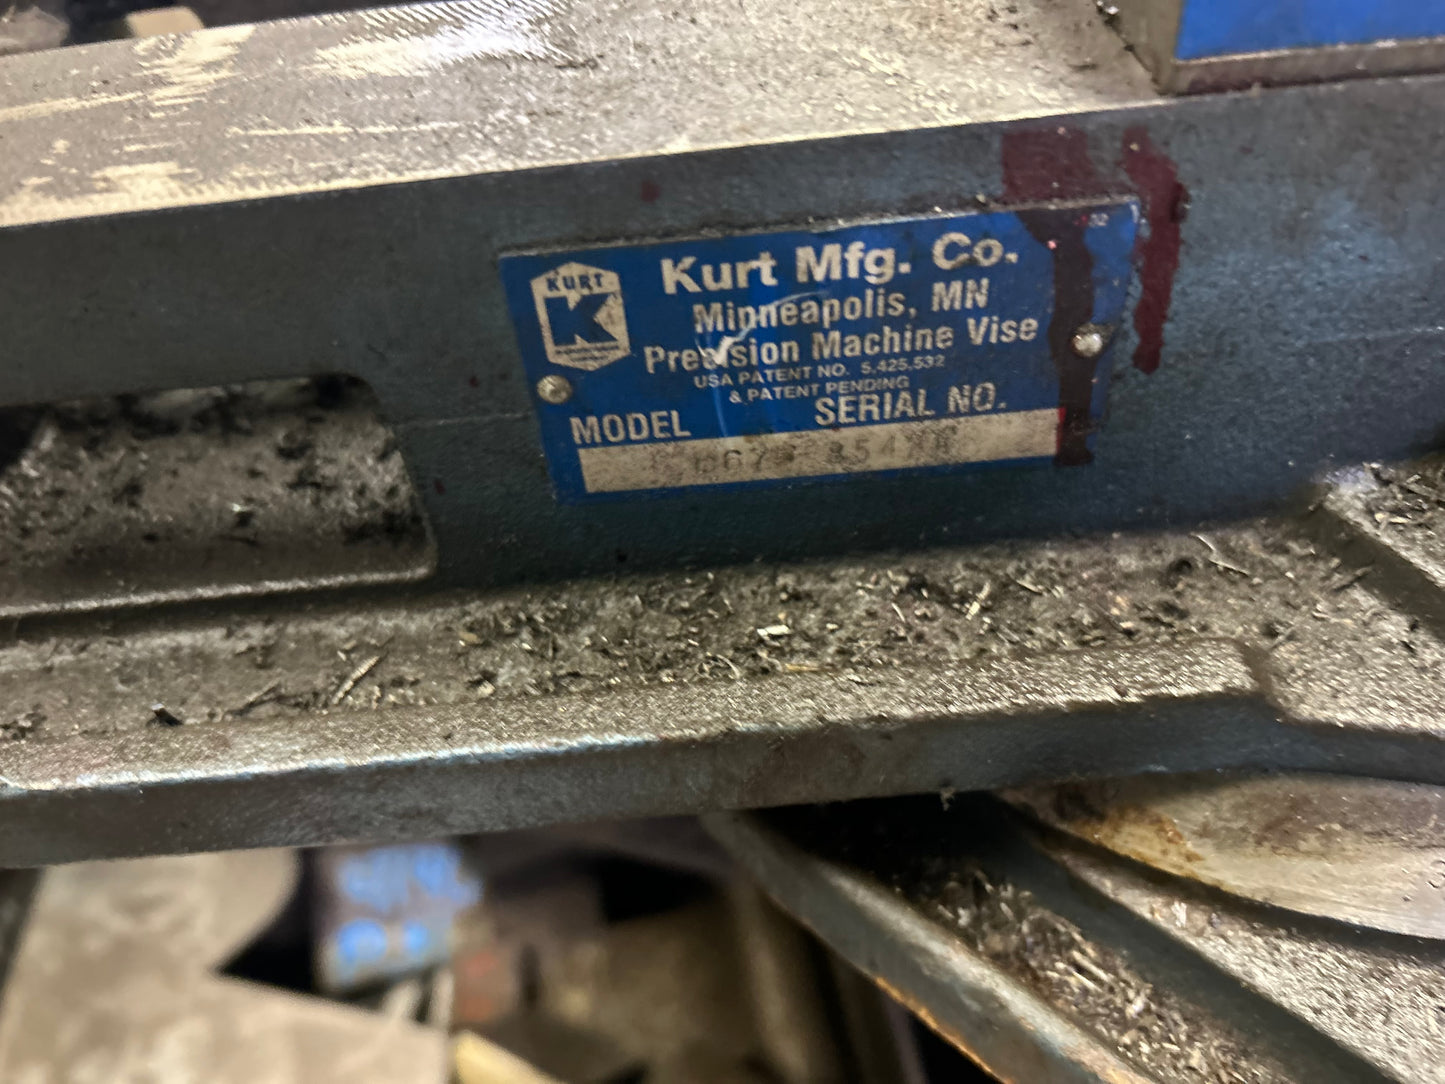 KURT
K
Kurt Mfg. Co.
Minneapolis, MN
Precision Machine Vise
USA PATENT NO. 5,425,532
& PATENT PENDING
MODEL SERIAL NO.